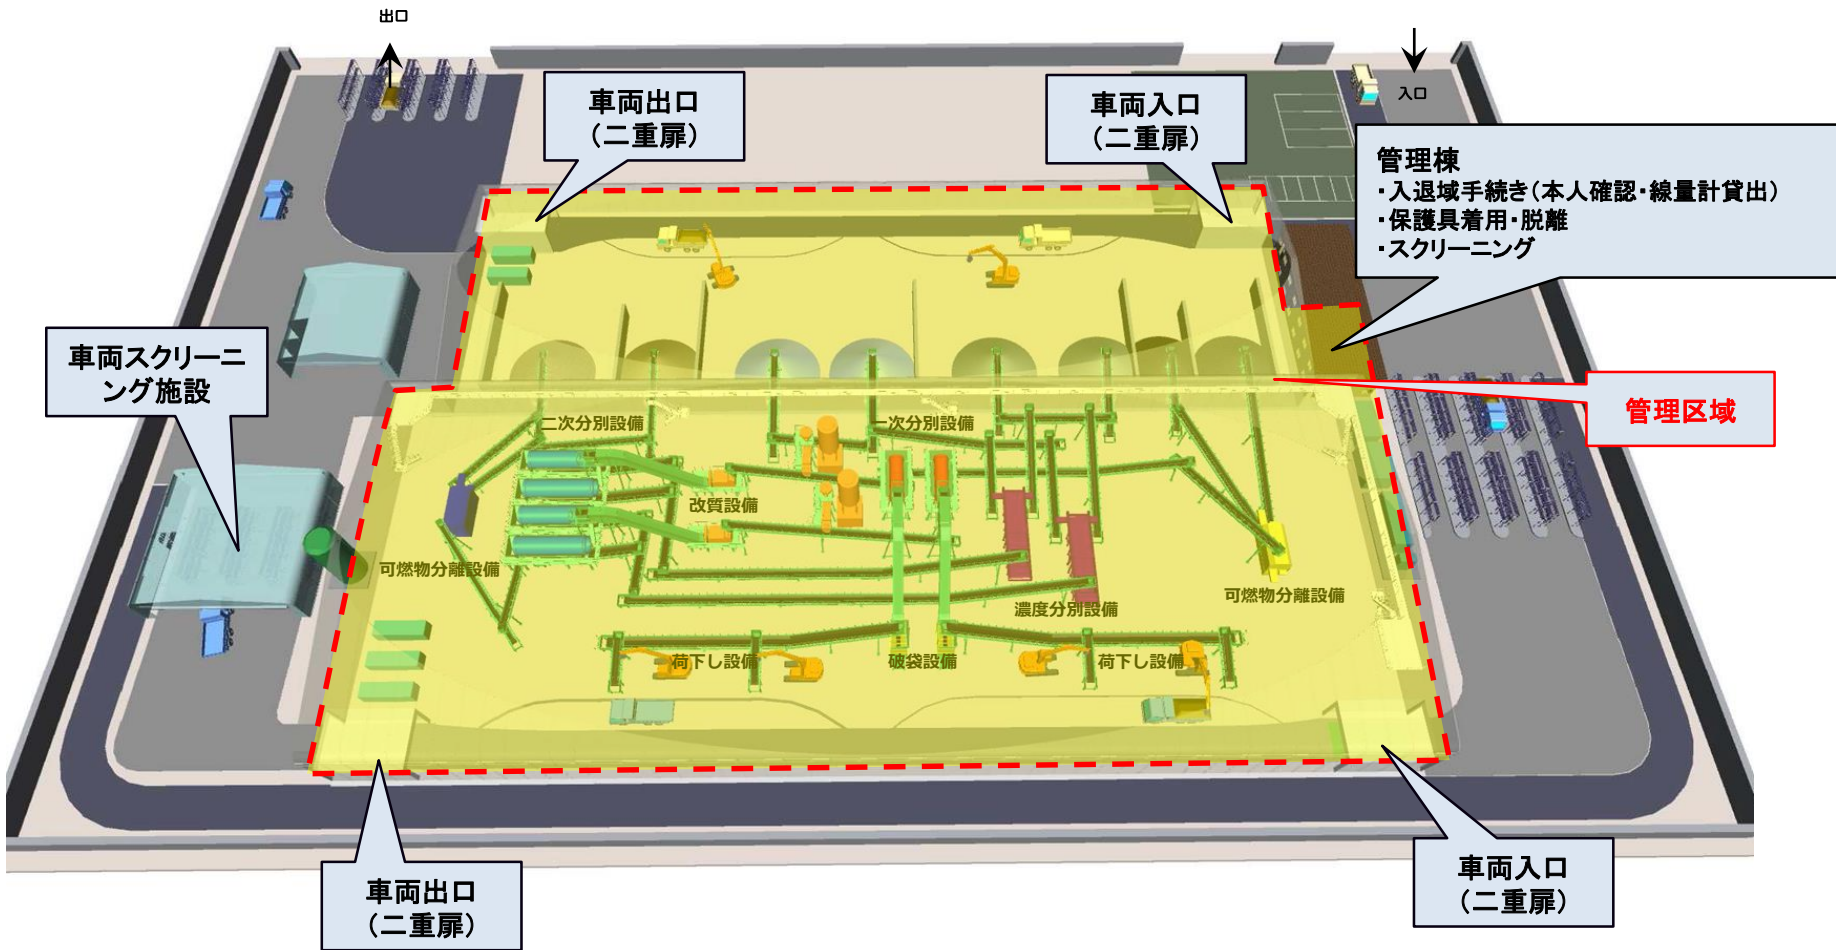 出口
入口
車両出口
（二重扉）
車両入口
（二重扉）
管理棟
・入退域手続き（本人確認・線量計貸出）
・保護具着用・脱離
・スクリーニング
車両スクリーニ
ング施設
管理区域
二次分別設備
一次分別設備
改質設備
可燃物分離設備
濃度分別設備
可燃物分離設備
荷下し設備
破袋設備
荷下し設備
車両出口
（二重扉）
車両入口
（二重扉）